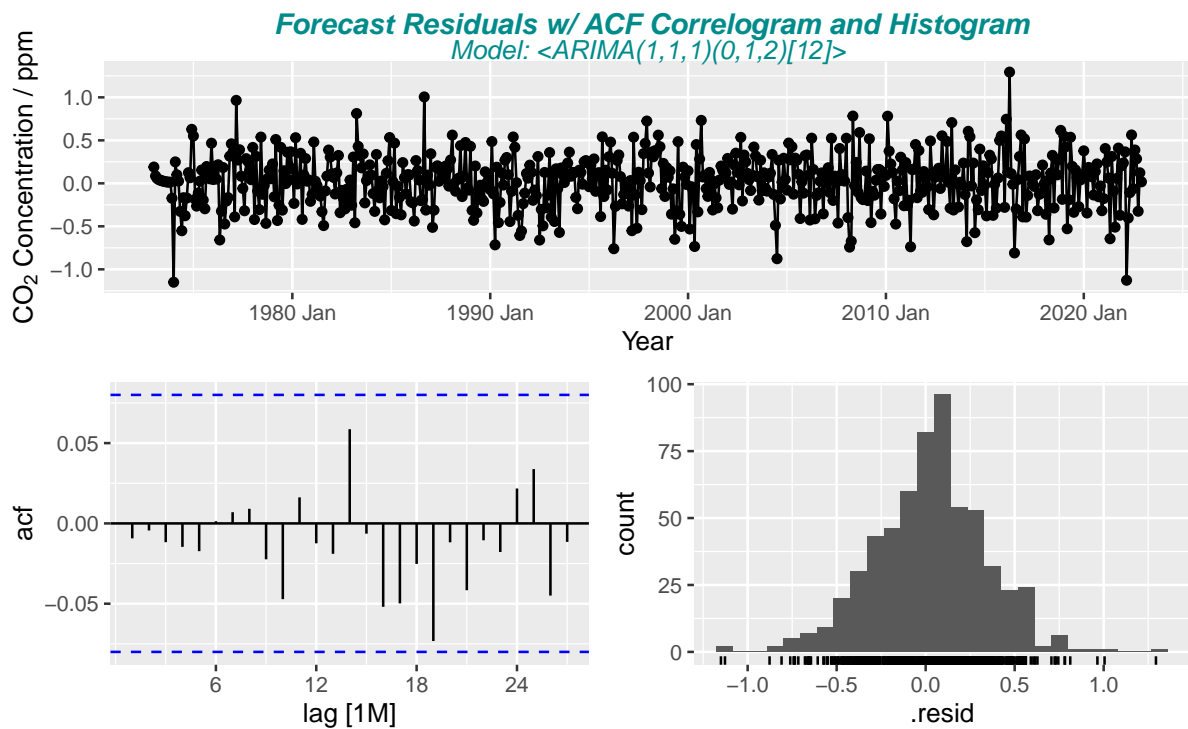 Forecast Residuals w/ ACF Correlogram and Histogram
Model: <ARIMA(1,1,1)(0,1,2)[12]>
CO₂ Concentration / ppm
1.0
0.5
0.0
−0.5
−1.0
1980 Jan 1990 Jan 2000 Jan 2010 Jan 2020 Jan
Year
acf
0.05
0.00
−0.05
6 12 18 24
lag [1M]
count
100
75
50
25
0
−1.0 −0.5 0.0 0.5 1.0
.resid